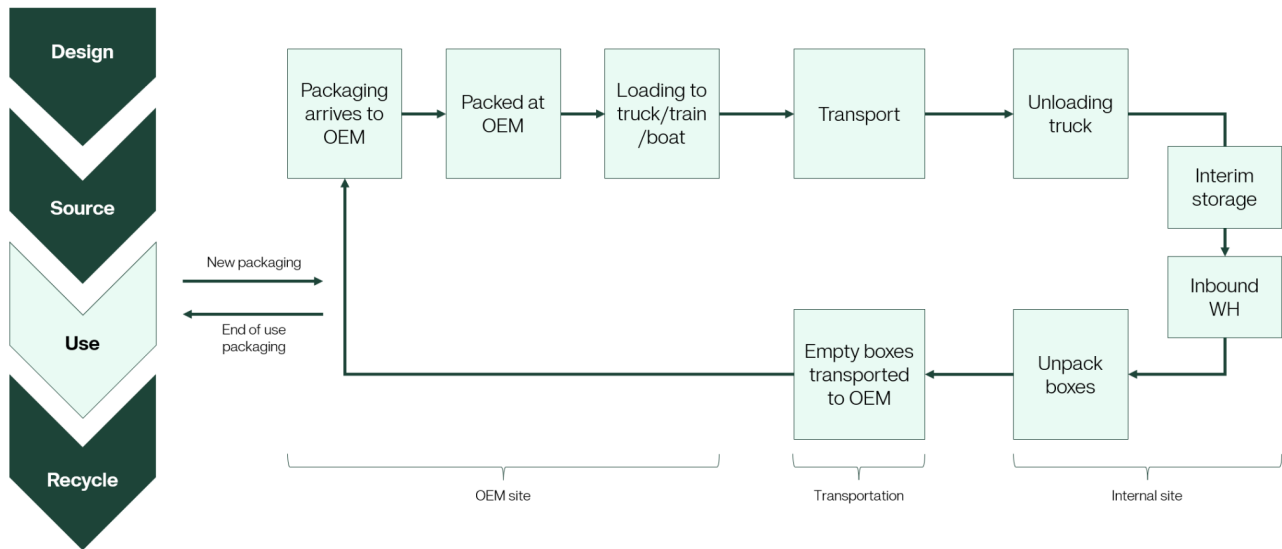 Design
Source
Use
Recycle
New packaging
End of use
packaging
Packaging
arrives to
OEM
Packed at
OEM
Loading to
truck/train
/boat
Transport
Unloading
truck
Interim
storage
Inbound
WH
Unpack
boxes
Empty boxes
transported
to OEM
OEM site
Transportation
Internal site